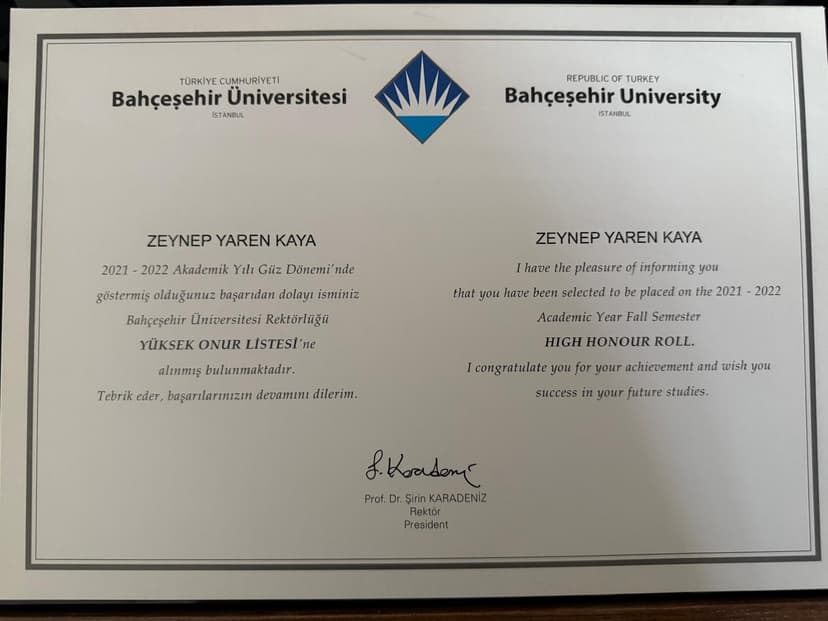 TÜRKİYE CUMHURİYETİ
Bahçeşehir Üniversitesi
İSTANBUL
REPUBLIC OF TURKEY
Bahçeşehir University
İSTANBUL
ZEYNEP YAREN KAYA
2021 - 2022 Akademik Yılı Güz Dönemi'nde
göstermiş olduğunuz başarıdan dolayı isminiz
Bahçeşehir Üniversitesi Rektörlüğü
YÜKSEK ONUR LİSTESİ'ne
alınmış bulunmaktadır.
Tebrik eder, başarılarınızın devamını dilerim.
ZEYNEP YAREN KAYA
I have the pleasure of informing you
that you have been selected to be placed on the 2021 - 2022
Academic Year Fall Semester
HIGH HONOUR ROLL.
I congratulate you for your achievement and wish you
success in your future studies.
Ş. Karadeniz
Prof. Dr. Şirin KARADENİZ
Rektör
President